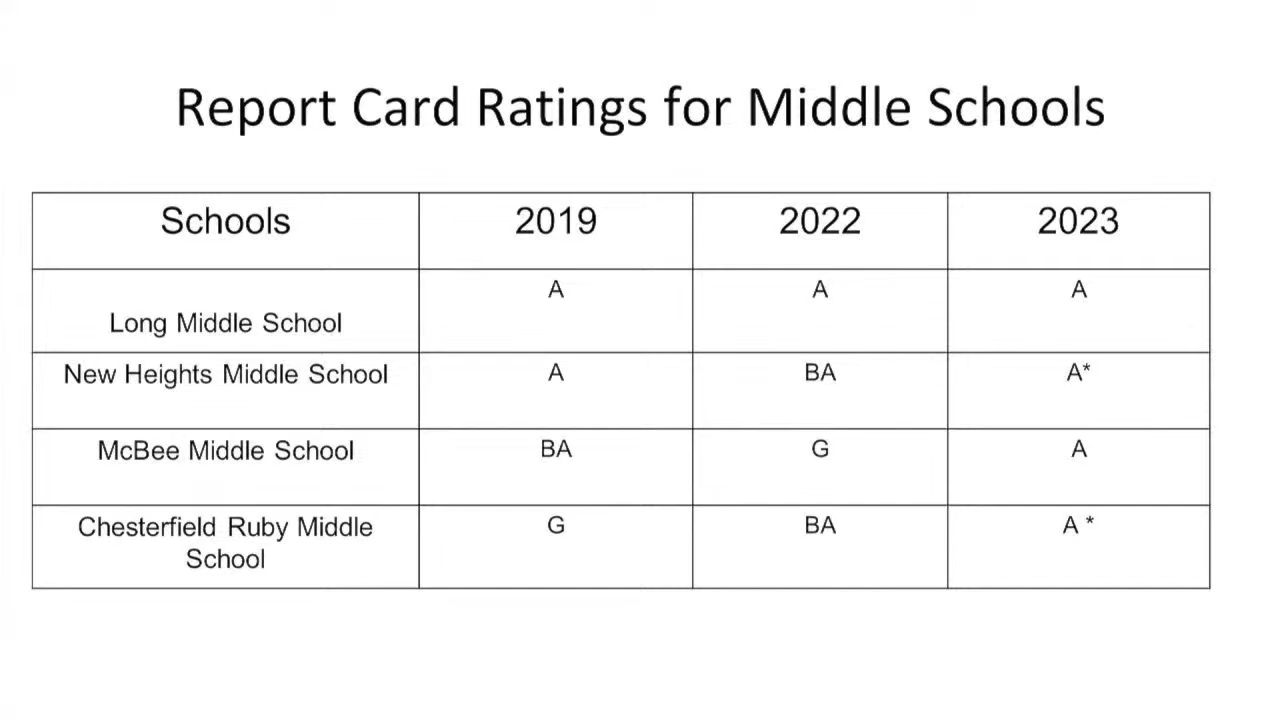 Report Card Ratings for Middle Schools
Schools 2019 2022 2023
Long Middle School A A A
New Heights Middle School A BA A*
McBee Middle School BA G A
Chesterfield Ruby Middle School G BA A *